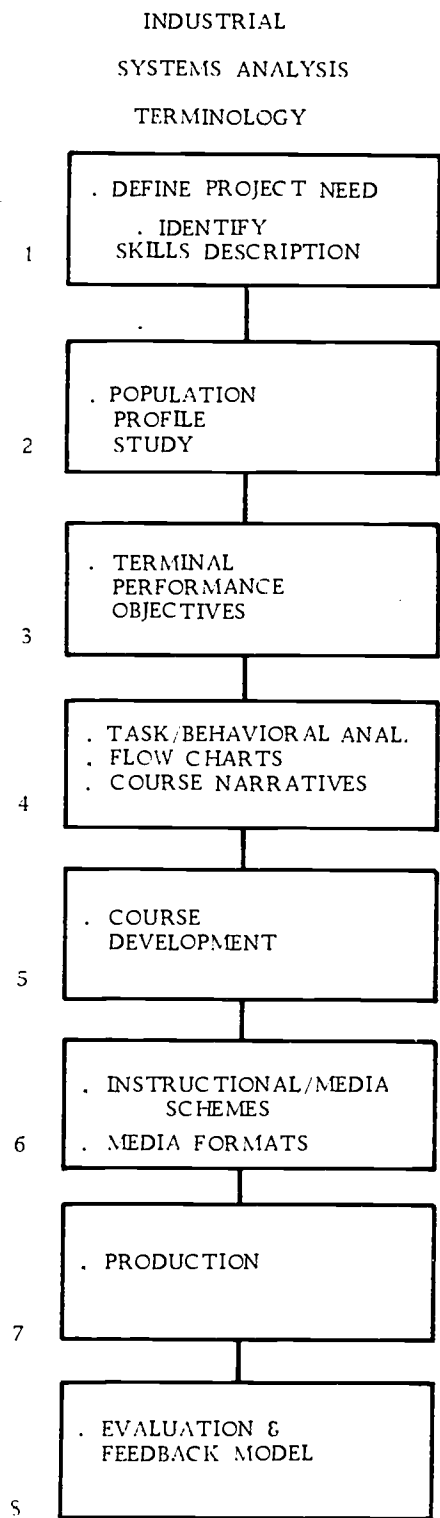 INDUSTRIAL
SYSTEMS ANALYSIS
TERMINOLOGY
. DEFINE PROJECT NEED
. IDENTIFY
SKILLS DESCRIPTION
1
. POPULATION
PROFILE
STUDY
2
. TERMINAL
PERFORMANCE
OBJECTIVES
3
. TASK/BEHAVIORAL ANAL.
. FLOW CHARTS
. COURSE NARRATIVES
4
. COURSE
DEVELOPMENT
5
. INSTRUCTIONAL/MEDIA
SCHEMES
. MEDIA FORMATS
6
. PRODUCTION
7
. EVALUATION &
FEEDBACK MODEL
8